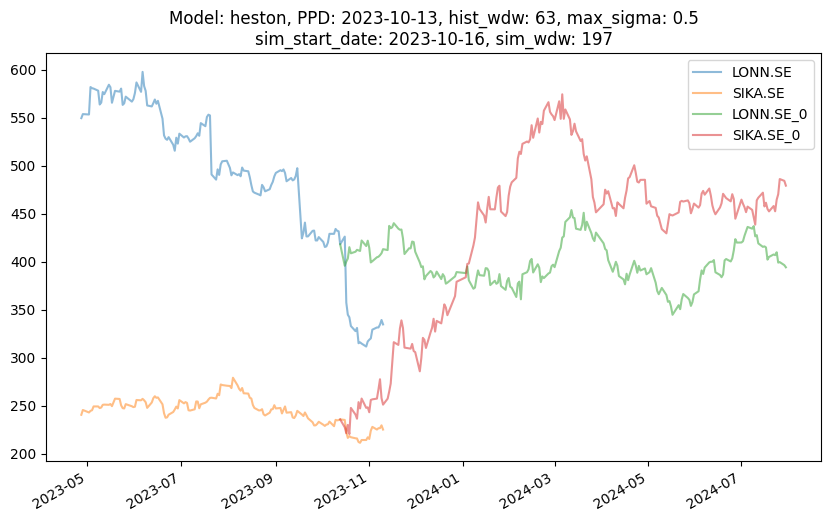 Model: heston, PPD: 2023-10-13, hist_wdw: 63, max_sigma: 0.5
sim_start_date: 2023-10-16, sim_wdw: 197
LONN.SE
SIKA.SE
LONN.SE_0
SIKA.SE_0
600
550
500
450
400
350
300
250
200
2023-05
2023-07
2023-09
2023-11
2024-01
2024-03
2024-05
2024-07